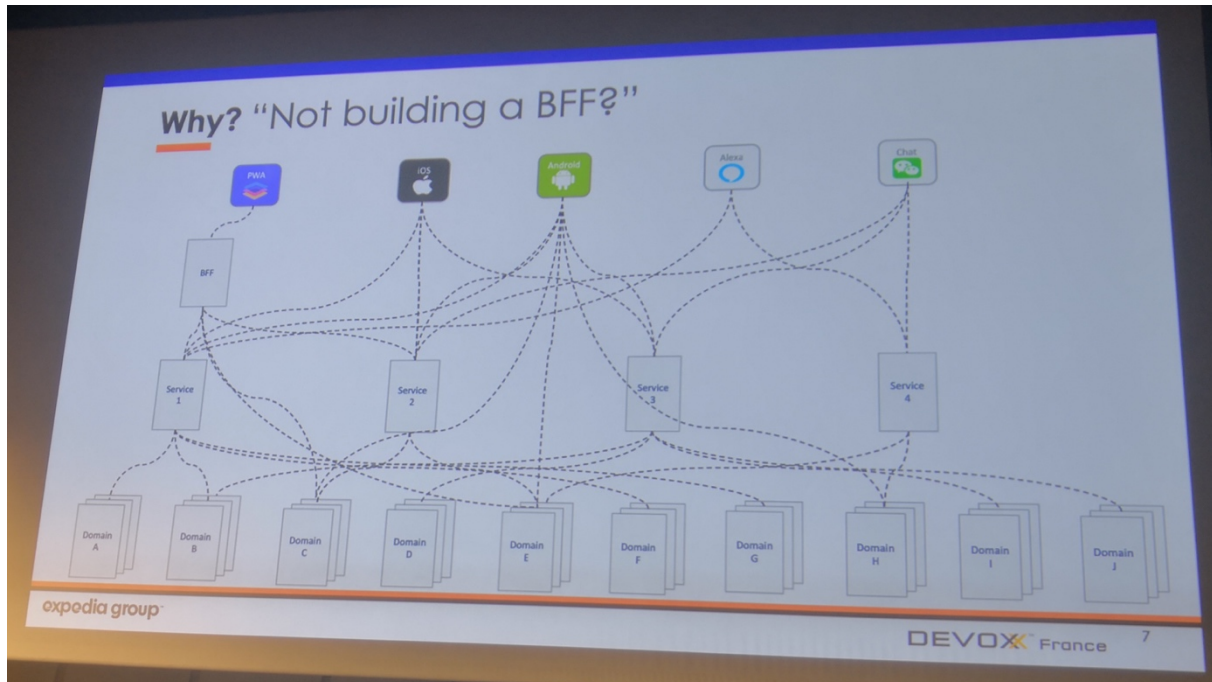 Why? “Not building a BFF?”
PWA
iOS
Android
Alexa
Chat
BFF
Service
1
Service
2
Service
3
Service
4
Domain
A
Domain
B
Domain
C
Domain
D
Domain
E
Domain
F
Domain
G
Domain
H
Domain
I
Domain
J
expedia group
DEVOXX France
7